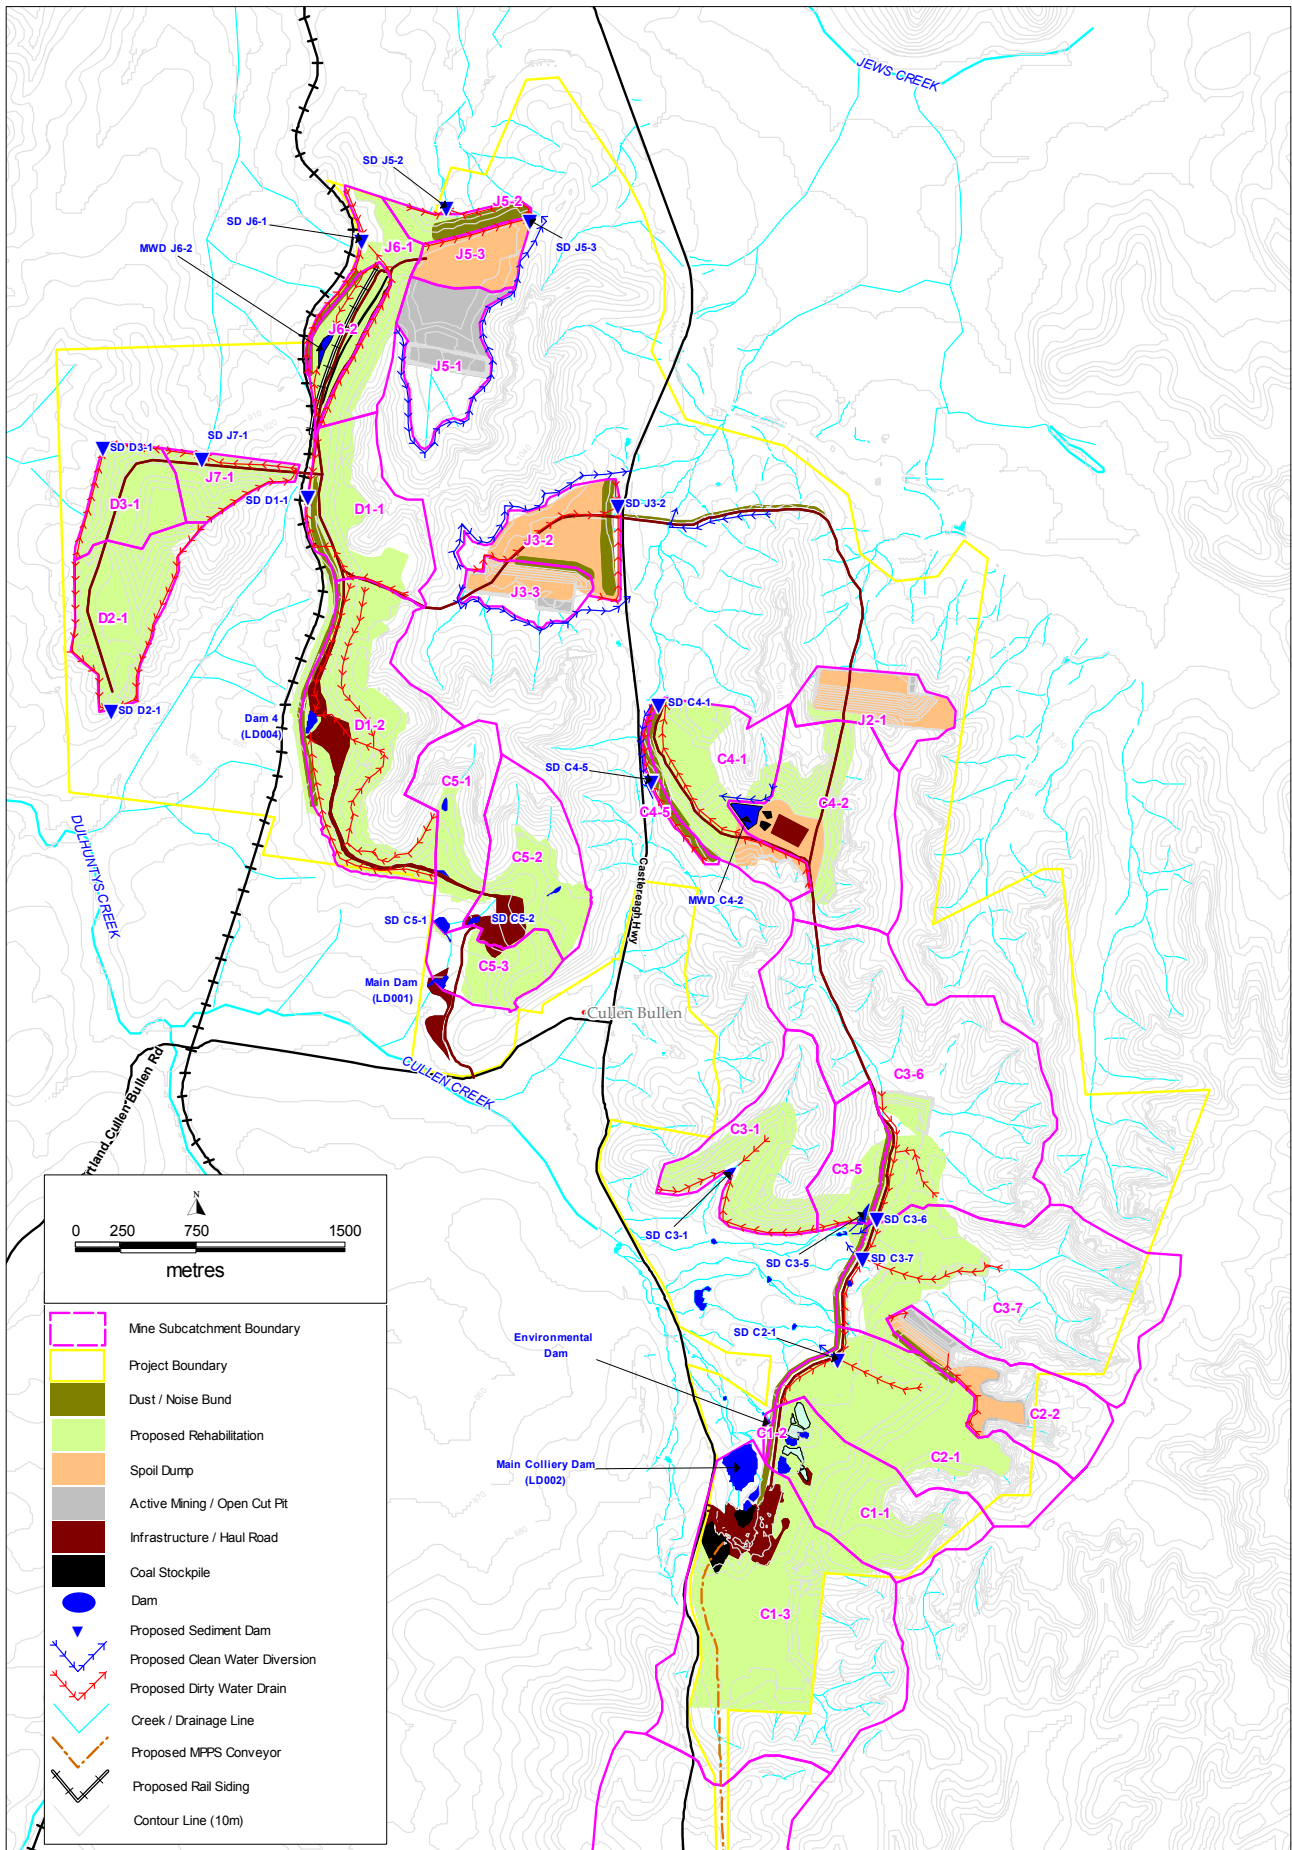 JEWS CREEK
SD J5-2
J5-2
SD J6-1
SD J5-3
MWD J6-2
J6-1
J5-3
J6-2
J5-1
SD J7-1
SD D3-1
J7-1
SD D1-1
D3-1
D1-1
SD J3-2
J3-2
J3-3
D2-1
SD D2-1
SD C4-1
Dam 4
(LD004)
D1-2
J2-1
C4-1
SD C4-5
C5-1
C4-5
C4-2
DULHUNTYS CREEK
C5-2
Castlereagh Hwy
MWD C4-2
SD C5-1
SD C5-2
C5-3
Main Dam
(LD001)
Cullen Bullen
CULLEN CREEK
rtland Cullen Bullen Rd
C3-6
C3-1
C3-5
SD C3-1
SD C3-6
SD C3-5
SD C3-7
C3-7
SD C2-1
Environmental
Dam
C2-2
C1-2
C2-1
Main Colliery Dam
(LD002)
C1-1
C1-3
N
0 250 750 1500
metres
Mine Subcatchment Boundary
Project Boundary
Dust / Noise Bund
Proposed Rehabilitation
Spoil Dump
Active Mining / Open Cut Pit
Infrastructure / Haul Road
Coal Stockpile
Dam
Proposed Sediment Dam
Proposed Clean Water Diversion
Proposed Dirty Water Drain
Creek / Drainage Line
Proposed MPPS Conveyor
Proposed Rail Siding
Contour Line (10m)